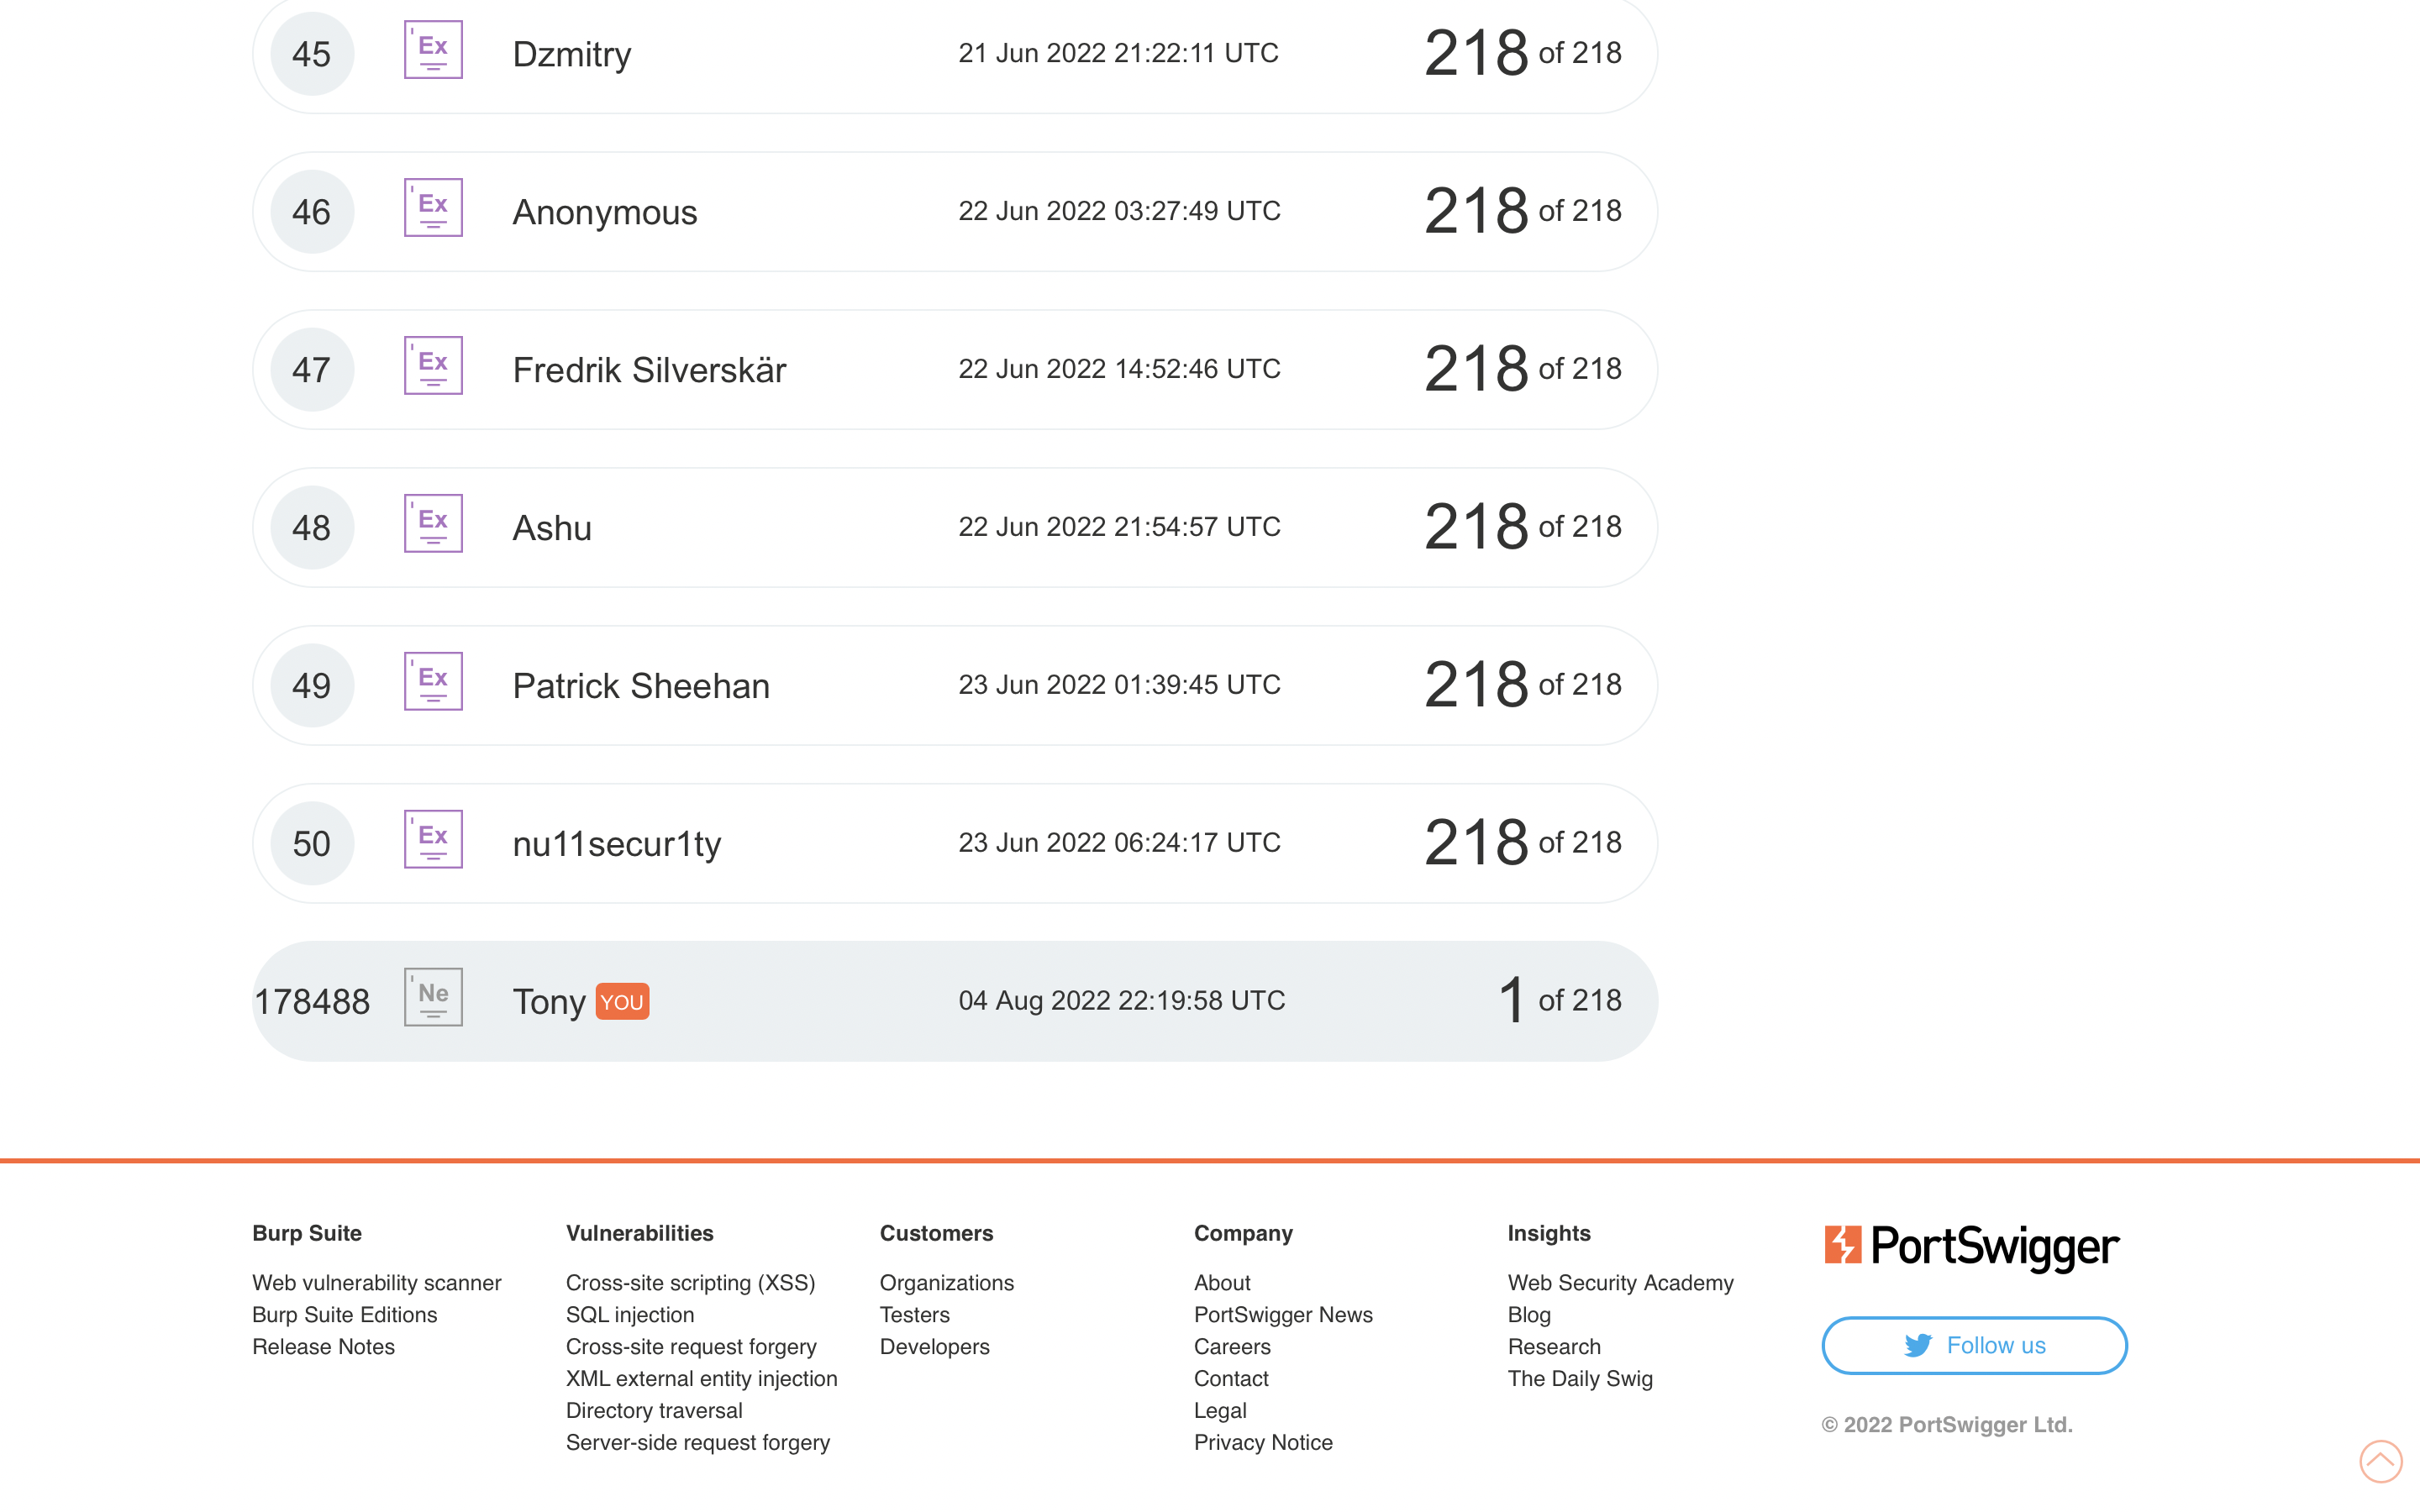 45 Ex Dzmitry 21 Jun 2022 21:22:11 UTC 218 of 218
46 Ex Anonymous 22 Jun 2022 03:27:49 UTC 218 of 218
47 Ex Fredrik Silverskär 22 Jun 2022 14:52:46 UTC 218 of 218
48 Ex Ashu 22 Jun 2022 21:54:57 UTC 218 of 218
49 Ex Patrick Sheehan 23 Jun 2022 01:39:45 UTC 218 of 218
50 Ex nu11secur1ty 23 Jun 2022 06:24:17 UTC 218 of 218
178488 Ne Tony YOU 04 Aug 2022 22:19:58 UTC 1 of 218
Burp Suite
Web vulnerability scanner
Burp Suite Editions
Release Notes
Vulnerabilities
Cross-site scripting (XSS)
SQL injection
Cross-site request forgery
XML external entity injection
Directory traversal
Server-side request forgery
Customers
Organizations
Testers
Developers
Company
About
PortSwigger News
Careers
Contact
Legal
Privacy Notice
Insights
Web Security Academy
Blog
Research
The Daily Swig
PortSwigger
Follow us
© 2022 PortSwigger Ltd.